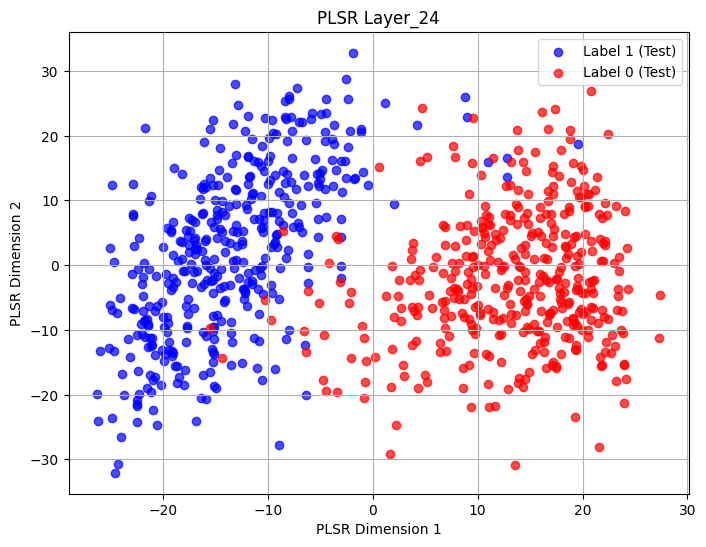 PLSR Layer_24
Label 1 (Test)
Label 0 (Test)
PLSR Dimension 2
30
20
10
0
−10
−20
−30
−20
−10
0
10
20
30
PLSR Dimension 1